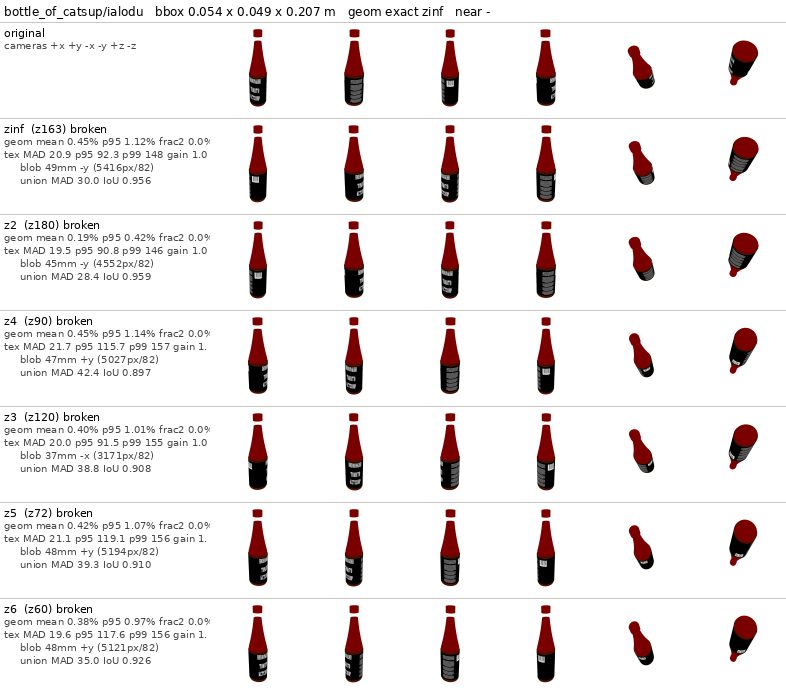 bottle_of_catsup/ialodu   bbox 0.054 x 0.049 x 0.207 m   geom exact zinf   near -
original
cameras +x +y -x -y +z -z
zinf  (z163) broken
geom mean 0.45% p95 1.12% frac2 0.0%
tex MAD 20.9 p95 92.3 p99 148 gain 1.0
blob 49mm -y (5416px/82)
union MAD 30.0 IoU 0.956
z2  (z180) broken
geom mean 0.19% p95 0.42% frac2 0.0%
tex MAD 19.5 p95 90.8 p99 146 gain 1.0
blob 45mm -y (4552px/82)
union MAD 28.4 IoU 0.959
z4  (z90) broken
geom mean 0.45% p95 1.14% frac2 0.0%
tex MAD 21.7 p95 115.7 p99 157 gain 1.
blob 47mm +y (5027px/82)
union MAD 42.4 IoU 0.897
z3  (z120) broken
geom mean 0.40% p95 1.01% frac2 0.0%
tex MAD 20.0 p95 91.5 p99 155 gain 1.0
blob 37mm -x (3171px/82)
union MAD 38.8 IoU 0.908
z5  (z72) broken
geom mean 0.42% p95 1.07% frac2 0.0%
tex MAD 21.1 p95 119.1 p99 156 gain 1.
blob 48mm +y (5194px/82)
union MAD 39.3 IoU 0.910
z6  (z60) broken
geom mean 0.38% p95 0.97% frac2 0.0%
tex MAD 19.6 p95 117.6 p99 156 gain 1.
blob 48mm +y (5121px/82)
union MAD 35.0 IoU 0.926